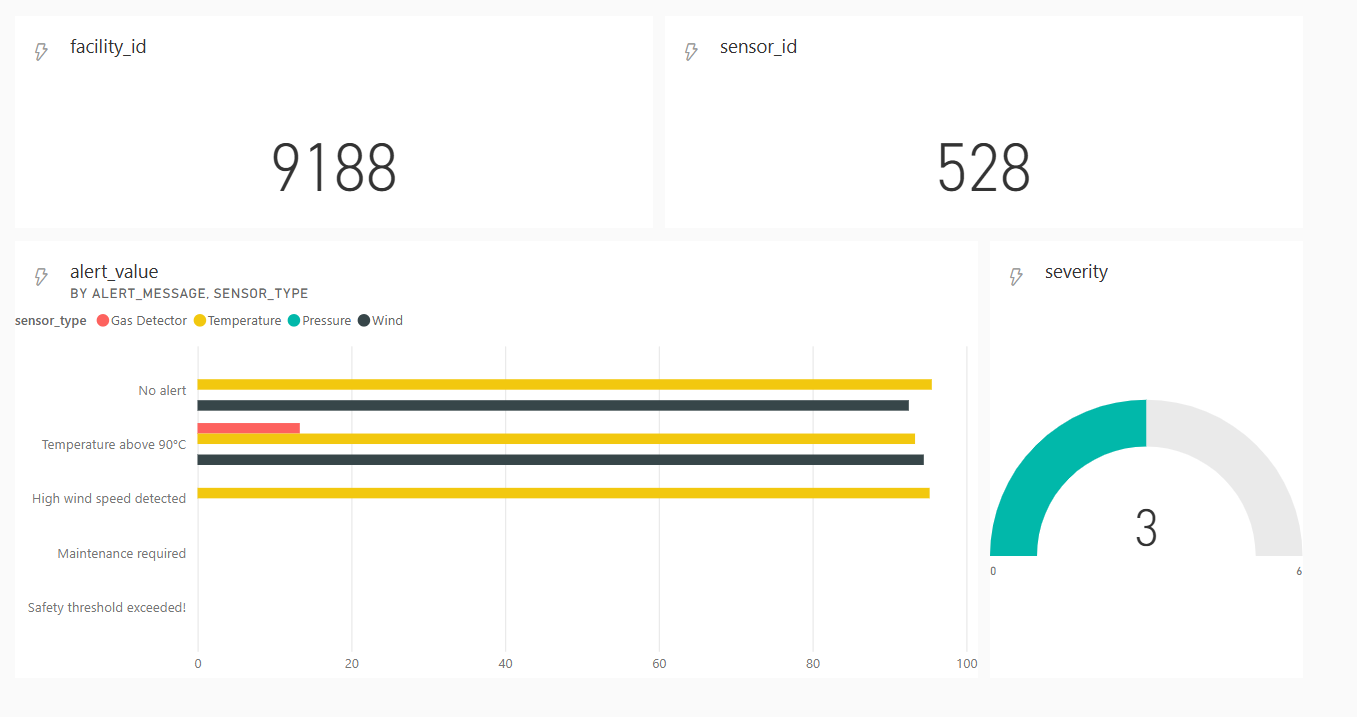 facility_id
9188
sensor_id
528
alert_value
BY ALERT_MESSAGE, SENSOR_TYPE
sensor_type Gas Detector Temperature Pressure Wind
No alert
Temperature above 90°C
High wind speed detected
Maintenance required
Safety threshold exceeded!
0 20 40 60 80 100
severity
3
0 6